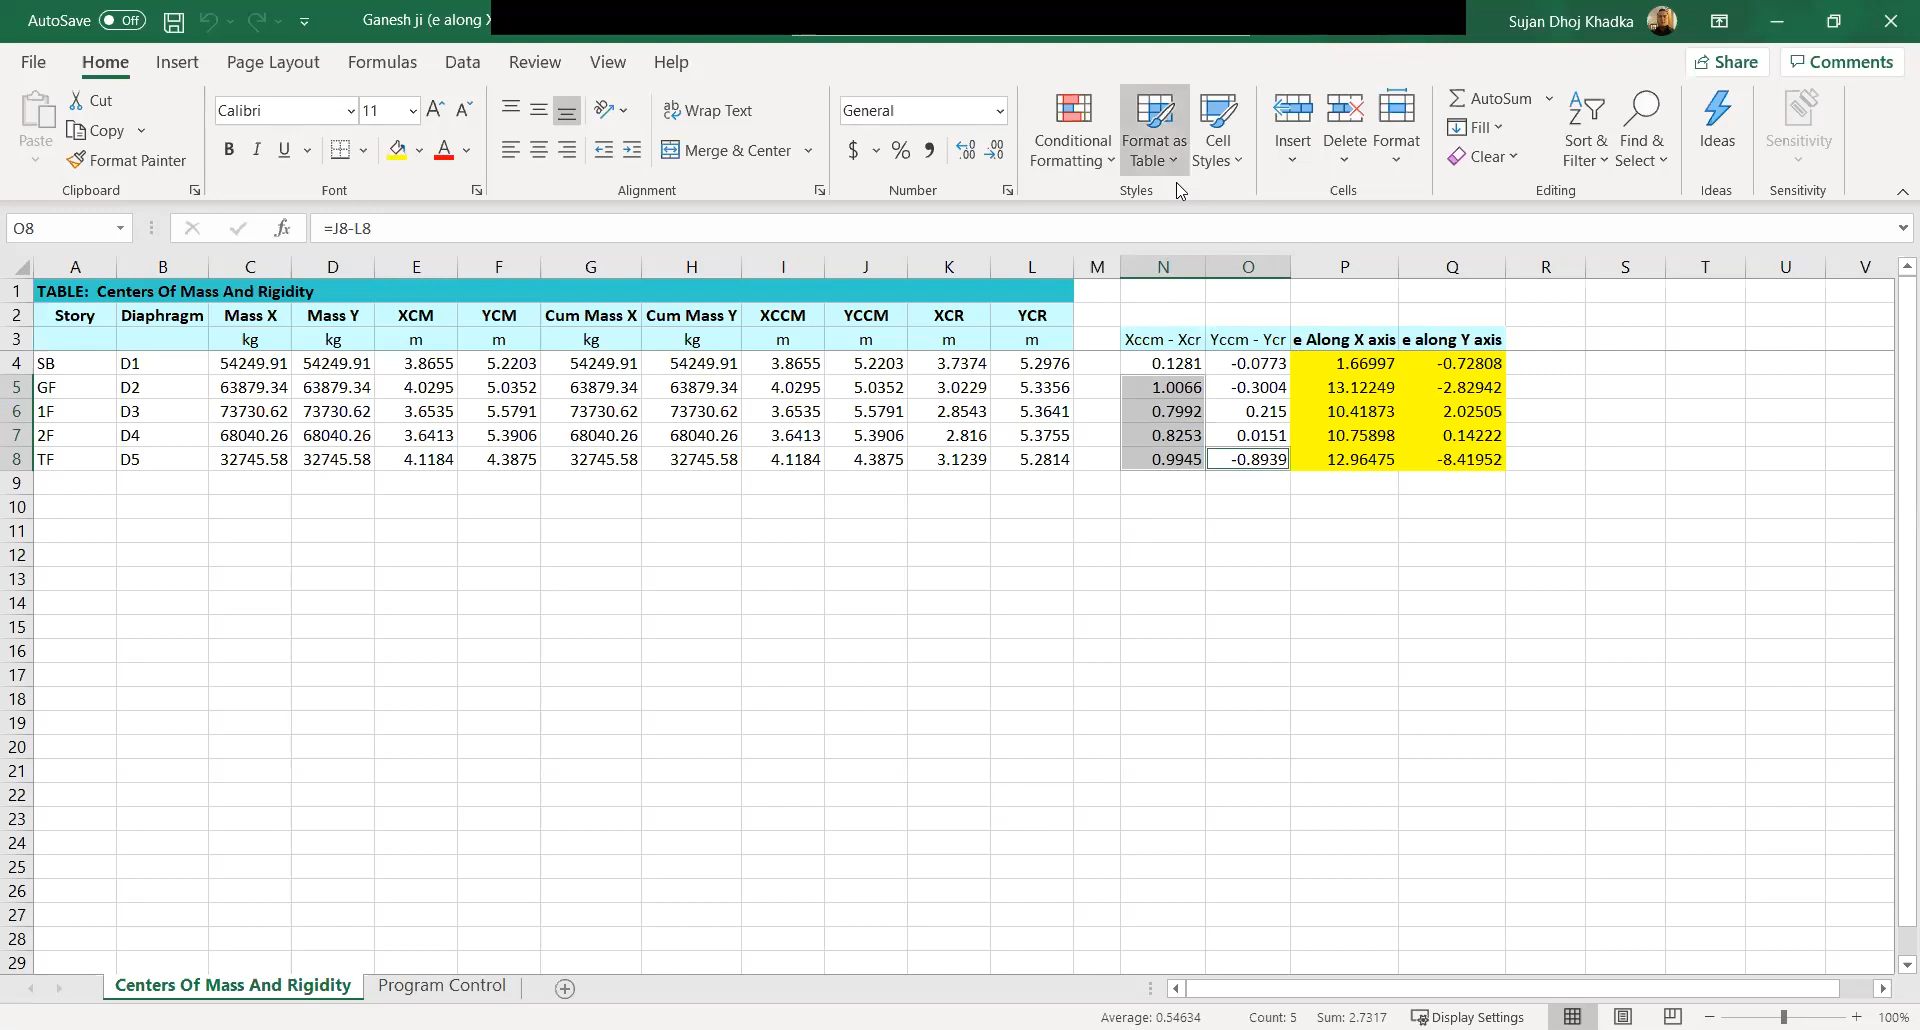 AutoSave Off Ganesh ji (e along X Sujan Dhoj Khadka
File Home Insert Page Layout Formulas Data Review View Help Share Comments
Paste Cut Copy Format Painter Clipboard
Calibri 11 B I U A Font
Wrap Text Merge & Center Alignment
General $ % Number
Conditional Formatting Format as Table Cell Styles Styles
Insert Delete Format Cells
AutoSum Fill Clear Sort & Filter Find & Select Editing
Ideas Ideas
Sensitivity Sensitivity
O8 fx =J8-L8
A B C D E F G H I J K L M N O P Q R S T U V
1 TABLE: Centers Of Mass And Rigidity
2 Story Diaphragm Mass X Mass Y XCM YCM Cum Mass X Cum Mass Y XCCM YCCM XCR YCR
3 kg kg m m kg kg m m m m Xccm - Xcr Yccm - Ycr e Along X axis e along Y axis
4 SB D1 54249.91 54249.91 3.8655 5.2203 54249.91 54249.91 3.8655 5.2203 3.7374 5.2976 0.1281 -0.0773 1.66997 -0.72808
5 GF D2 63879.34 63879.34 4.0295 5.0352 63879.34 63879.34 4.0295 5.0352 3.0229 5.3356 1.0066 -0.3004 13.12249 -2.82942
6 1F D3 73730.62 73730.62 3.6535 5.5791 73730.62 73730.62 3.6535 5.5791 2.8543 5.3641 0.7992 0.215 10.41873 2.02505
7 2F D4 68040.26 68040.26 3.6413 5.3906 68040.26 68040.26 3.6413 5.3906 2.816 5.3755 0.8253 0.0151 10.75898 0.14222
8 TF D5 32745.58 32745.58 4.1184 4.3875 32745.58 32745.58 4.1184 4.3875 3.1239 5.2814 0.9945 -0.8939 12.96475 -8.41952
9
10
11
12
13
14
15
16
17
18
19
20
21
22
23
24
25
26
27
28
29
Centers Of Mass And Rigidity Program Control
Average: 0.54634 Count: 5 Sum: 2.7317 Display Settings 100%